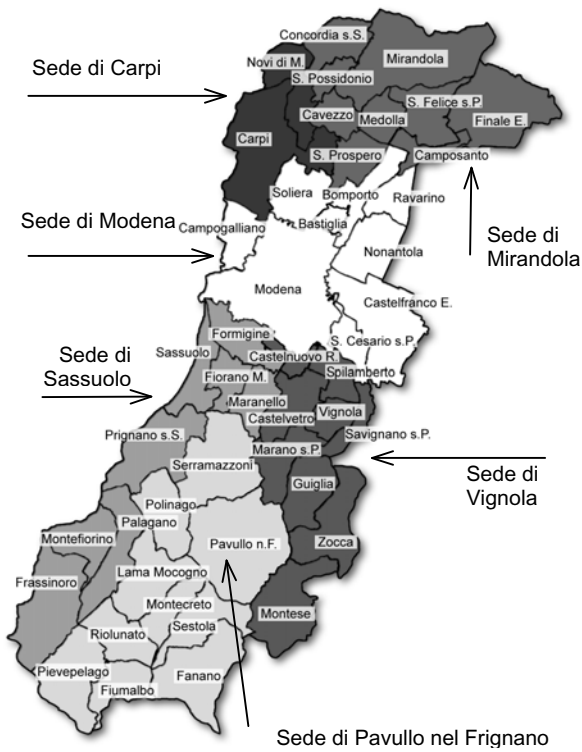 Concordia s.S.
Novi di M.
Mirandola
S. Possidonio
Sede di Carpi
Cavezzo
S. Felice s.P.
Medolla
Finale E.
Carpi
S. Prospero
Camposanto
Soliera
Bomporto
Ravarino
Sede di Modena
Campogalliano
Bastiglia
Sede di
Mirandola
Nonantola
Modena
Castelfranco E.
Formigine
S. Cesario s.P.
Sassuolo
Castelnuovo R.
Sede di
Sassuolo
Fiorano M.
Spilamberto
Maranello
Vignola
Castelvetro
Prignano s.S.
Savignano s.P.
Marano s.P.
Serramazzoni
Sede di
Vignola
Guiglia
Polinago
Palagano
Montefiorino
Pavullo n.F.
Zocca
Lama Mocogno
Frassinoro
Montecreto
Montese
Sestola
Riolunato
Pievepelago
Fanano
Fiumalbo
Sede di Pavullo nel Frignano